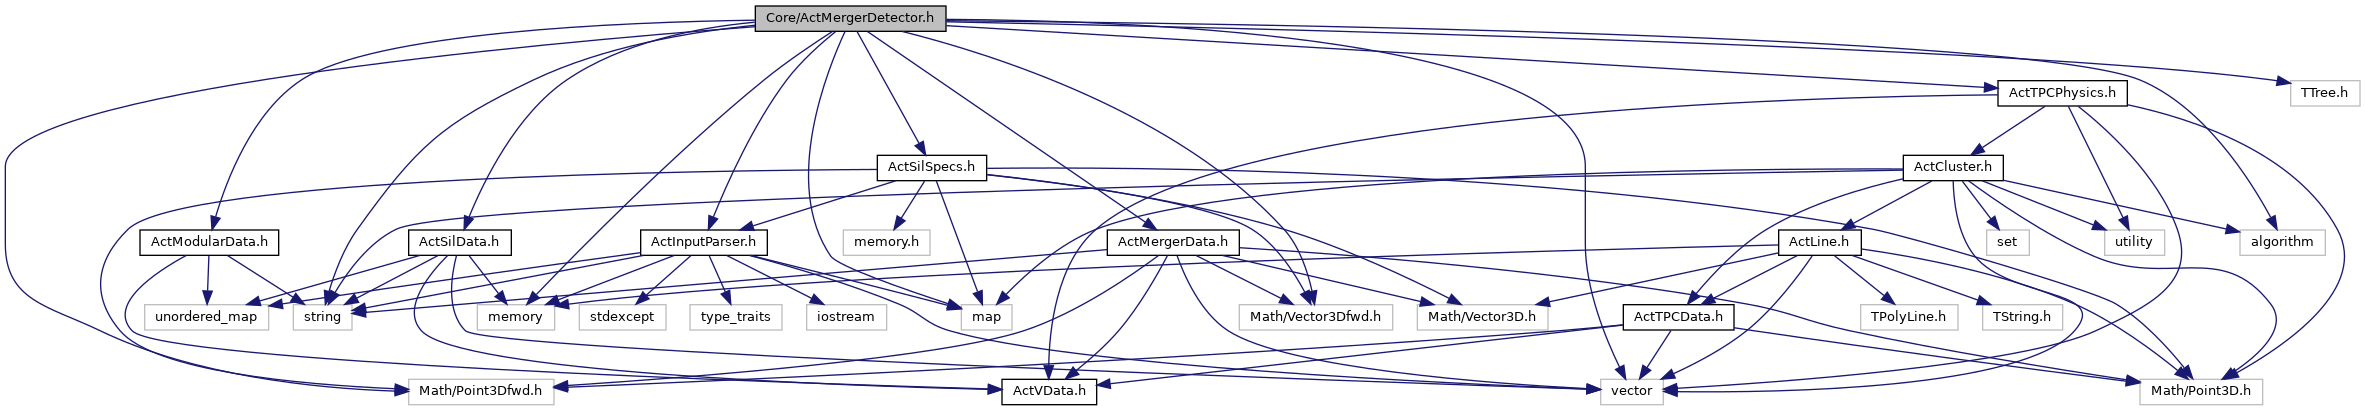 Core/ActMergerDetector.h
ActTPCPhysics.h
TTree.h
ActSilSpecs.h
ActCluster.h
ActModularData.h
ActSilData.h
ActInputParser.h
memory.h
ActMergerData.h
ActLine.h
set
utility
algorithm
unordered_map
string
memory
stdexcept
type_traits
iostream
map
Math/Vector3Dfwd.h
Math/Vector3D.h
ActTPCData.h
TPolyLine.h
TString.h
Math/Point3Dfwd.h
ActVData.h
vector
Math/Point3D.h